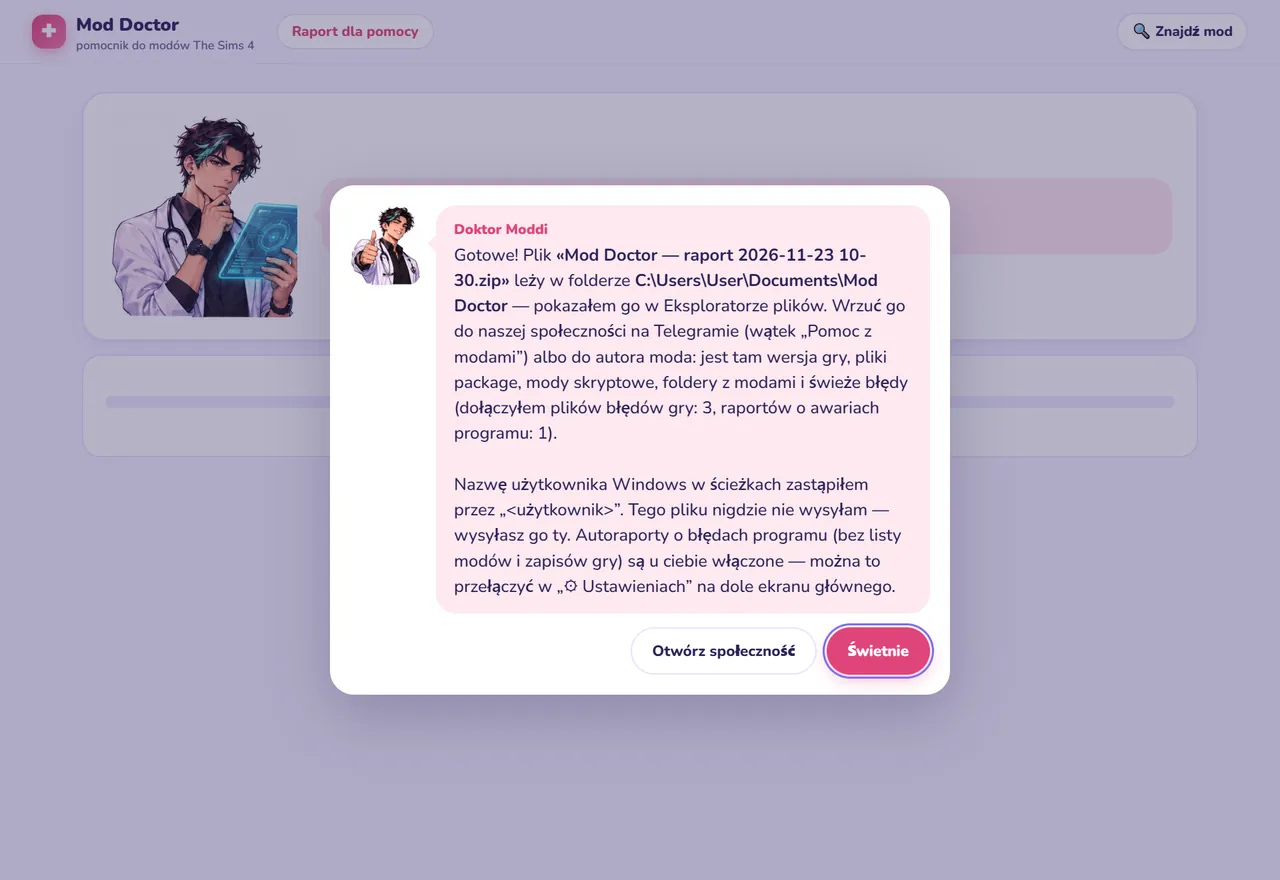 Mod Doctor
pomocnik do modów The Sims 4
Raport dla pomocy
🔍 Znajdź mod
Doktor Moddi
Gotowe! Plik «Mod Doctor — raport 2026-11-23 10-
30.zip» leży w folderze C:\Users\User\Documents\Mod
Doctor — pokazałem go w Eksploratorze plików. Wrzuć go
do naszej społeczności na Telegramie (wątek „Pomoc z
modami”) albo do autora moda: jest tam wersja gry, pliki
package, mody skryptowe, foldery z modami i świeże błędy
(dołączyłem plików błędów gry: 3, raportów o awariach
programu: 1).
Nazwę użytkownika Windows w ścieżkach zastąpiłem
przez „<użytkownik>”. Tego pliku nigdzie nie wysyłam —
wysyłasz go ty. Autoraporty o błędach programu (bez listy
modów i zapisów gry) są u ciebie włączone — można to
przełączyć w „⚙ Ustawieniach” na dole ekranu głównego.
Otwórz społeczność
Świetnie